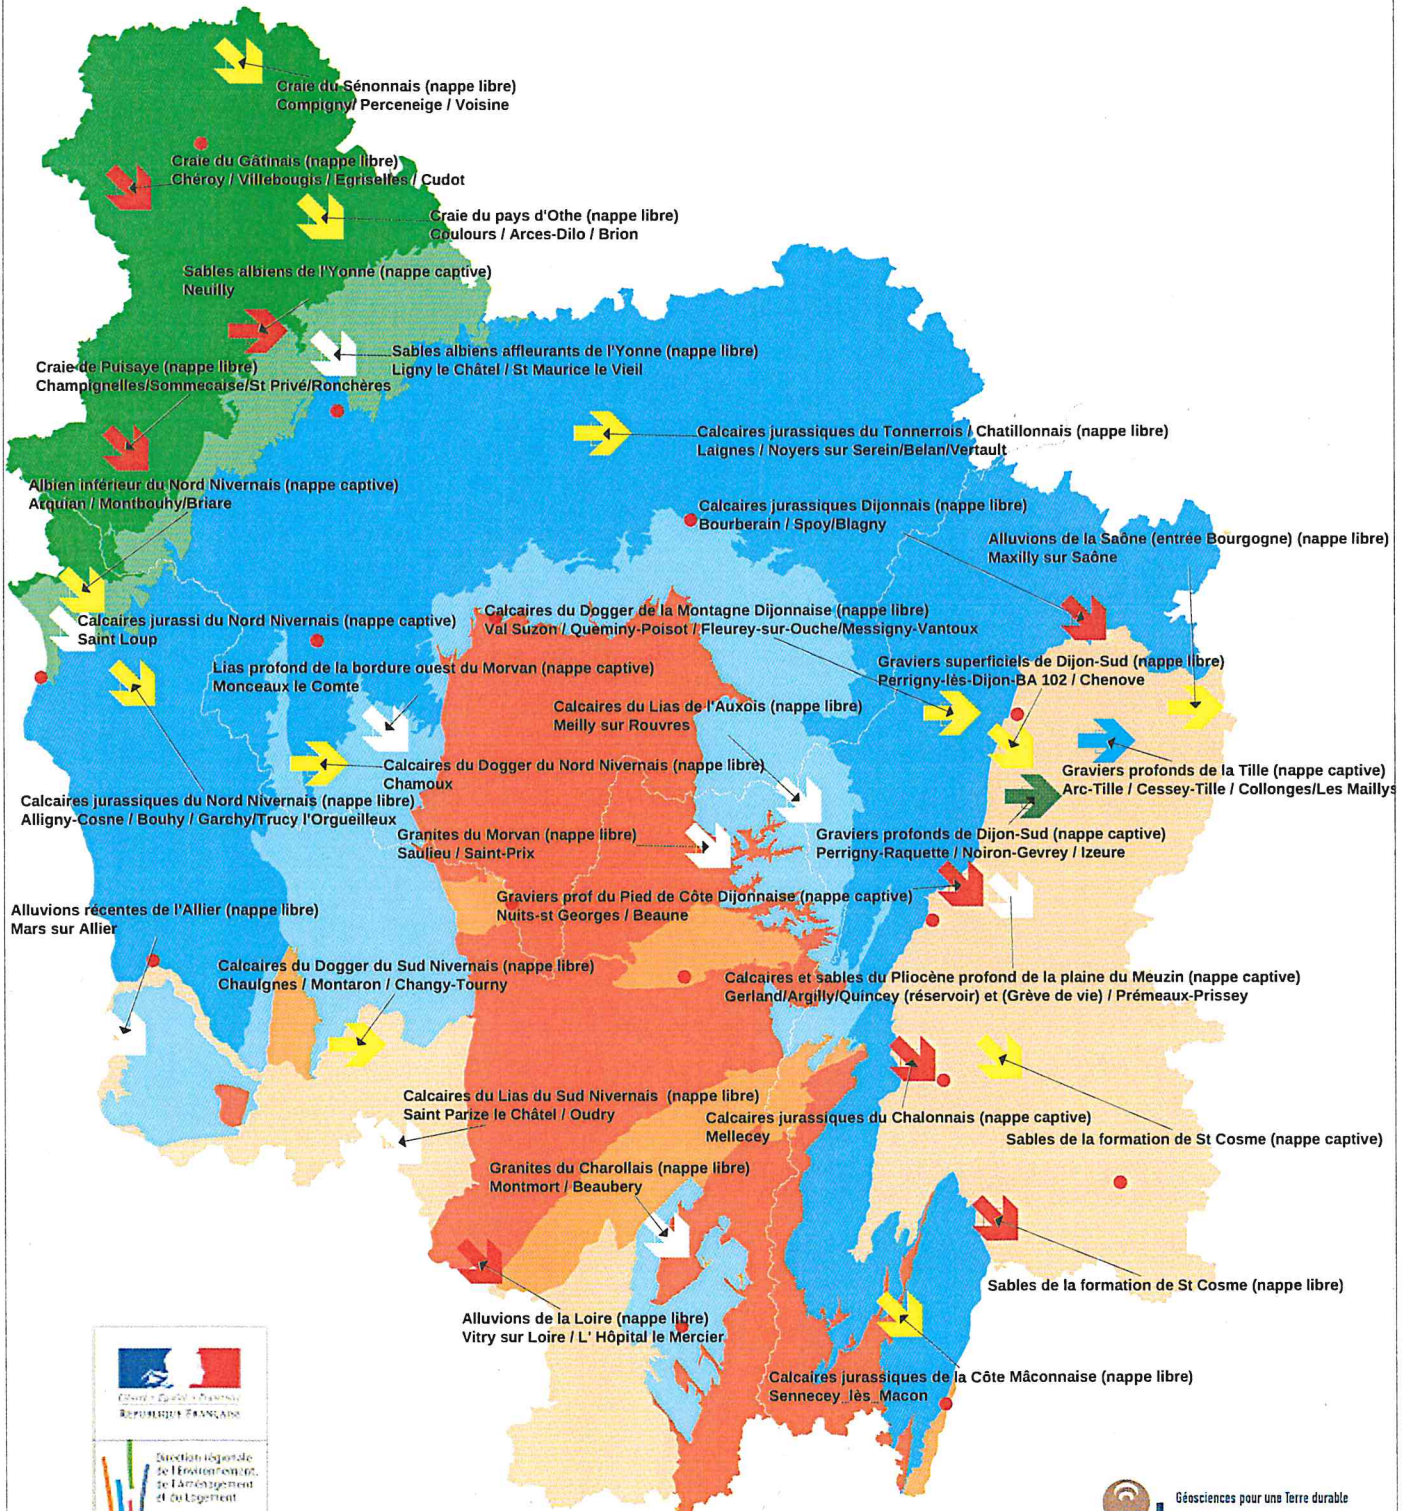 Craie du Sénonnais (nappe libre)
Compigny/ Perceneige / Voisine
Craie du Gâtinais (nappe libre)
Chéroy / Villebougis / Egriselles / Cudot
Craie du pays d'Othe (nappe libre)
Coulours / Arces-Dilo / Brion
Sables albiens de l'Yonne (nappe captive)
Neuilly
Sables albiens affleurants de l'Yonne (nappe libre)
Ligny le Châtel / St Maurice le Vieil
Craie de Puisaye (nappe libre)
Champignelles/Sommecaise/St Privé/Ronchères
Calcaires jurassiques du Tonnerrois / Chatillonnais (nappe libre)
Laignes / Noyers sur Serein/Belan/Vertault
Albien inférieur du Nord Nivernais (nappe captive)
Arquian / Montbouhy/Briare
Calcaires jurassiques Dijonnais (nappe libre)
Bourberain / Spoy/Blagny
Alluvions de la Saône (entrée Bourgogne) (nappe libre)
Maxilly sur Saône
Calcaires jurassi du Nord Nivernais (nappe captive)
Saint Loup
Calcaires du Dogger de la Montagne Dijonnaise (nappe libre)
Val Suzon / Queminy-Poisot / Fleurey-sur-Ouche/Messigny-Vantoux
Lias profond de la bordure ouest du Morvan (nappe captive)
Monceaux le Comte
Graviers superficiels de Dijon-Sud (nappe libre)
Perrigny-lès-Dijon-BA 102 / Chenove
Calcaires du Lias de l'Auxois (nappe libre)
Meilly sur Rouvres
Calcaires du Dogger du Nord Nivernais (nappe libre)
Chamoux
Graviers profonds de la Tille (nappe captive)
Arc-Tille / Cessey-Tille / Collonges/Les Maillys
Calcaires jurassiques du Nord Nivernais (nappe libre)
Alligny-Cosne / Bouhy / Garchy/Trucy l'Orgueilleux
Granites du Morvan (nappe libre)
Saulieu / Saint-Prix
Graviers profonds de Dijon-Sud (nappe captive)
Perrigny-Raquette / Noiron-Gevrey / Izeure
Graviers prof du Pied de Côte Dijonnaise (nappe captive)
Nuits-st Georges / Beaune
Alluvions récentes de l'Allier (nappe libre)
Mars sur Allier
Calcaires du Dogger du Sud Nivernais (nappe libre)
Chaulgnes / Montaron / Changy-Tourny
Calcaires et sables du Pliocène profond de la plaine du Meuzin (nappe captive)
Gerland/Argilly/Quincey (réservoir) et (Grève de vie) / Prémeaux-Prissey
Calcaires du Lias du Sud Nivernais (nappe libre)
Saint Parize le Châtel / Oudry
Calcaires jurassiques du Chalonnais (nappe captive)
Mellecey
Sables de la formation de St Cosme (nappe captive)
Granites du Charollais (nappe libre)
Montmort / Beaubery
Sables de la formation de St Cosme (nappe libre)
Alluvions de la Loire (nappe libre)
Vitry sur Loire / L' Hôpital le Mercier
Calcaires jurassiques de la Côte Mâconnaise (nappe libre)
Sennecey_lès_Macon
Liberté • Égalité • Fraternité
RÉPUBLIQUE FRANÇAISE
Direction régionale
de l'Environnement,
de l'Aménagement
et du Logement
Géosciences pour une Terre durable